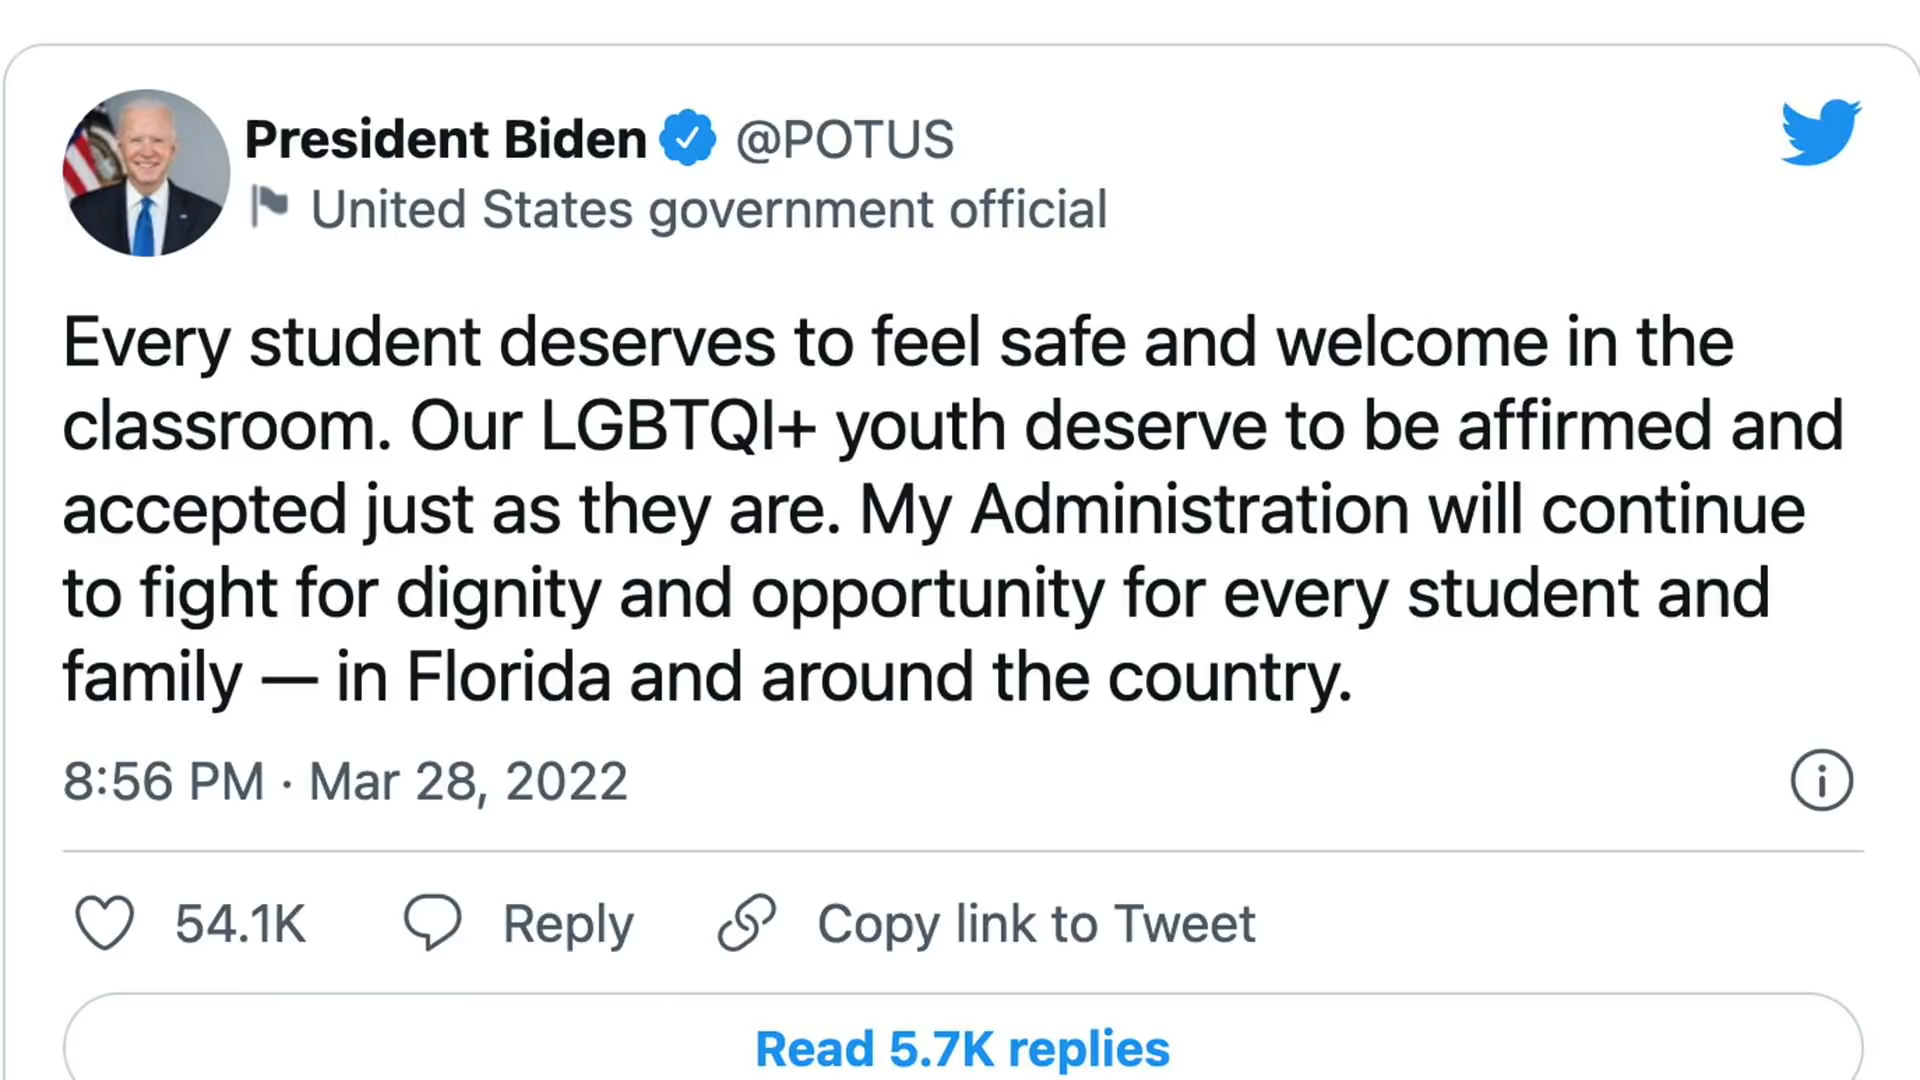 President Biden @POTUS
United States government official
Every student deserves to feel safe and welcome in the
classroom. Our LGBTQI+ youth deserve to be affirmed and
accepted just as they are. My Administration will continue
to fight for dignity and opportunity for every student and
family — in Florida and around the country.
8:56 PM · Mar 28, 2022
54.1K Reply Copy link to Tweet
Read 5.7K replies